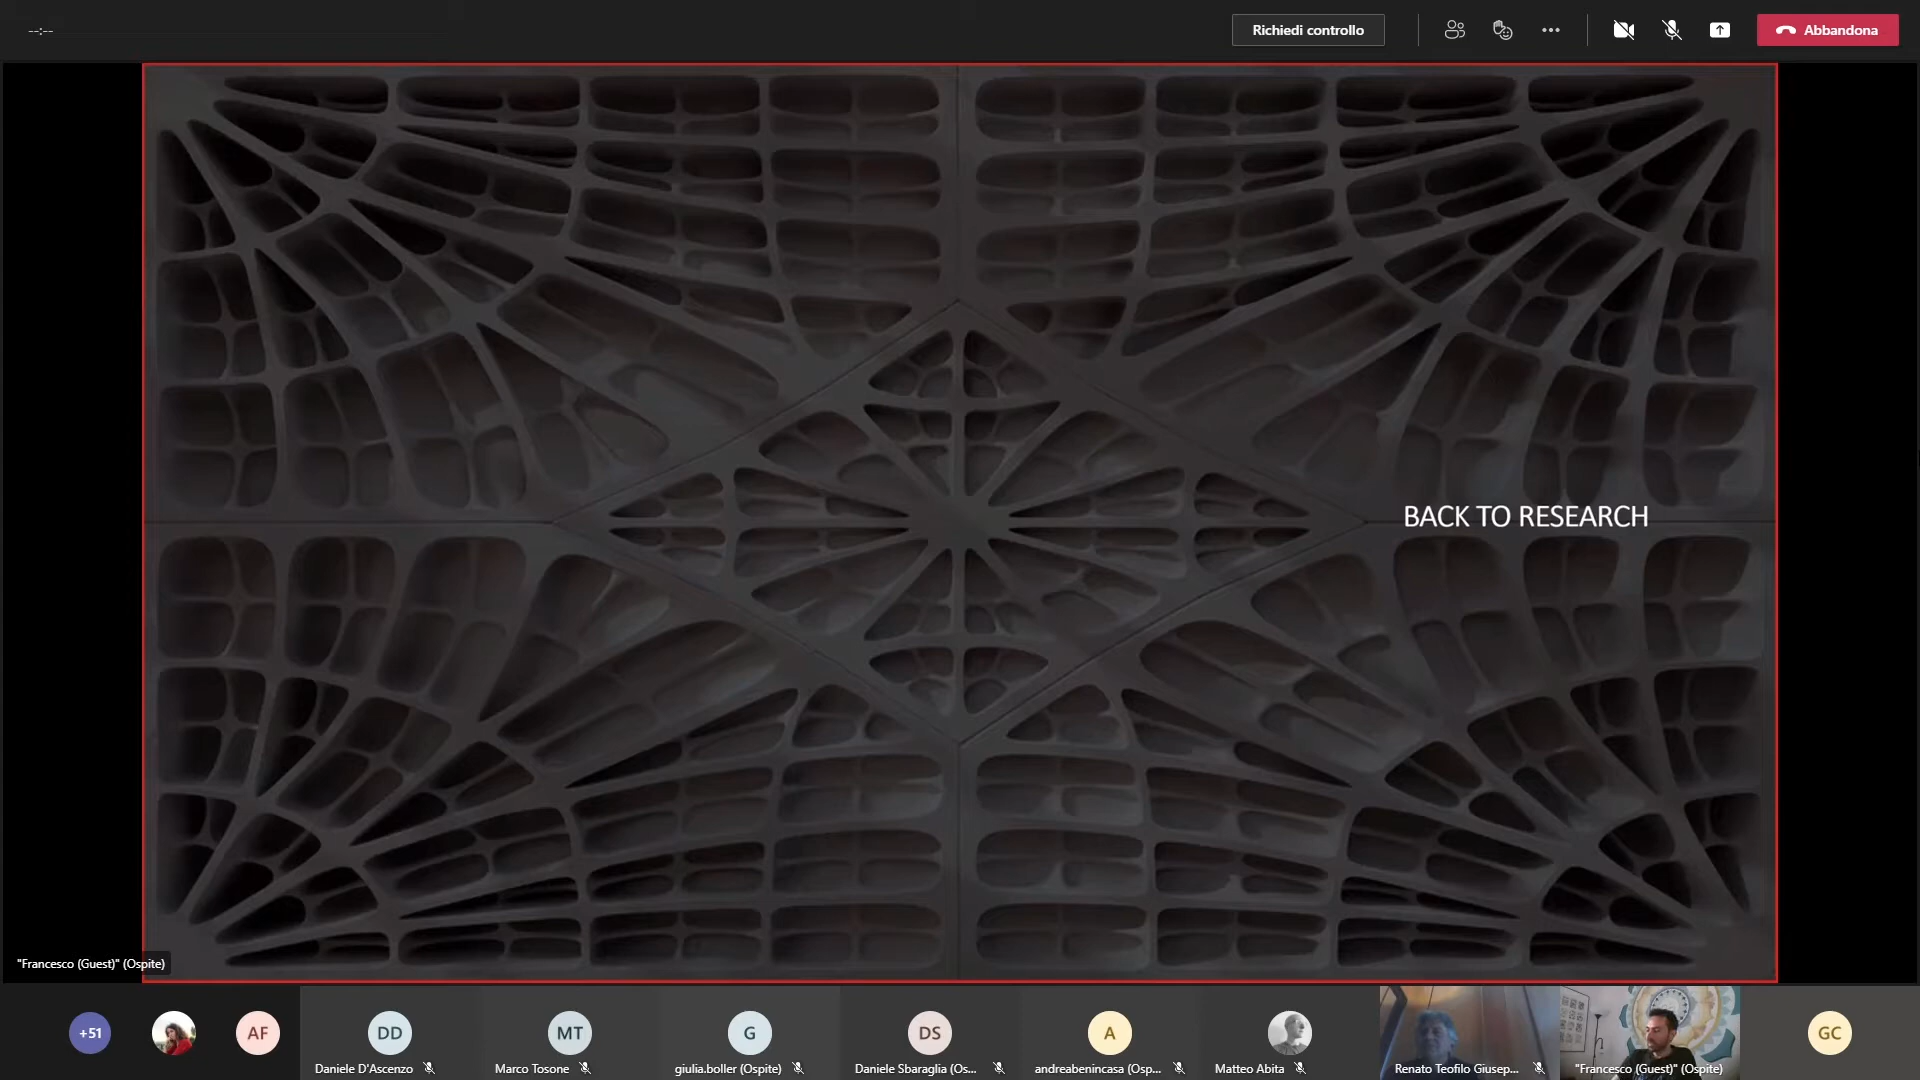 --:--
Richiedi controllo
Abbandona
BACK TO RESEARCH
"Francesco (Guest)" (Ospite)
+51
AF
DD
Daniele D'Ascenzo
MT
Marco Tosone
G
giulia.boller (Ospite)
DS
Daniele Sbaraglia (Os...
A
andreabenincasa (Osp...
Matteo Abita
Renato Teofilo Giusep...
"Francesco (Guest)" (Ospite)
GC